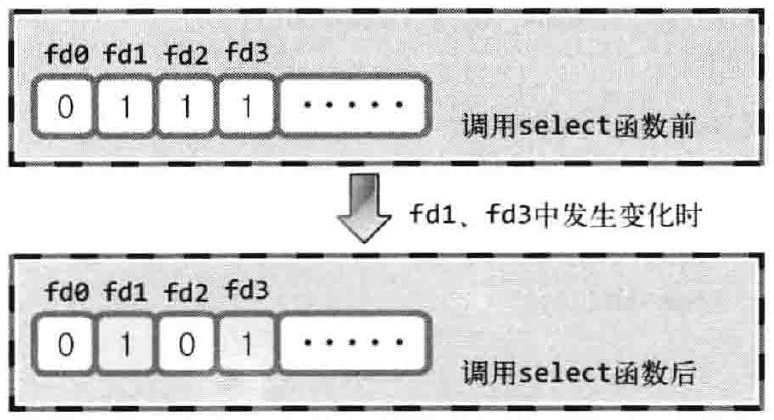 fd0 fd1 fd2 fd3
0 1 1 1 ·····
调用select函数前
fd1、fd3中发生变化时
fd0 fd1 fd2 fd3
0 1 0 1 ·····
调用select函数后